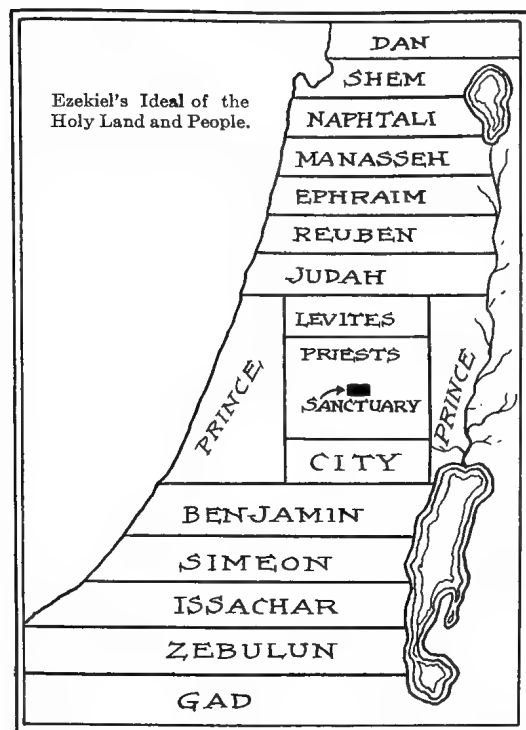 DAN
Ezekiel's Ideal of the
Holy Land and People.
SHEM
NAPHTALI
MANASSEH
EPHRAIM
REUBEN
JUDAH
LEVITES
PRIESTS
SANCTUARY
PRINCE
PRINCE
CITY
BENJAMIN
SIMEON
ISSACHAR
ZEBULUN
GAD